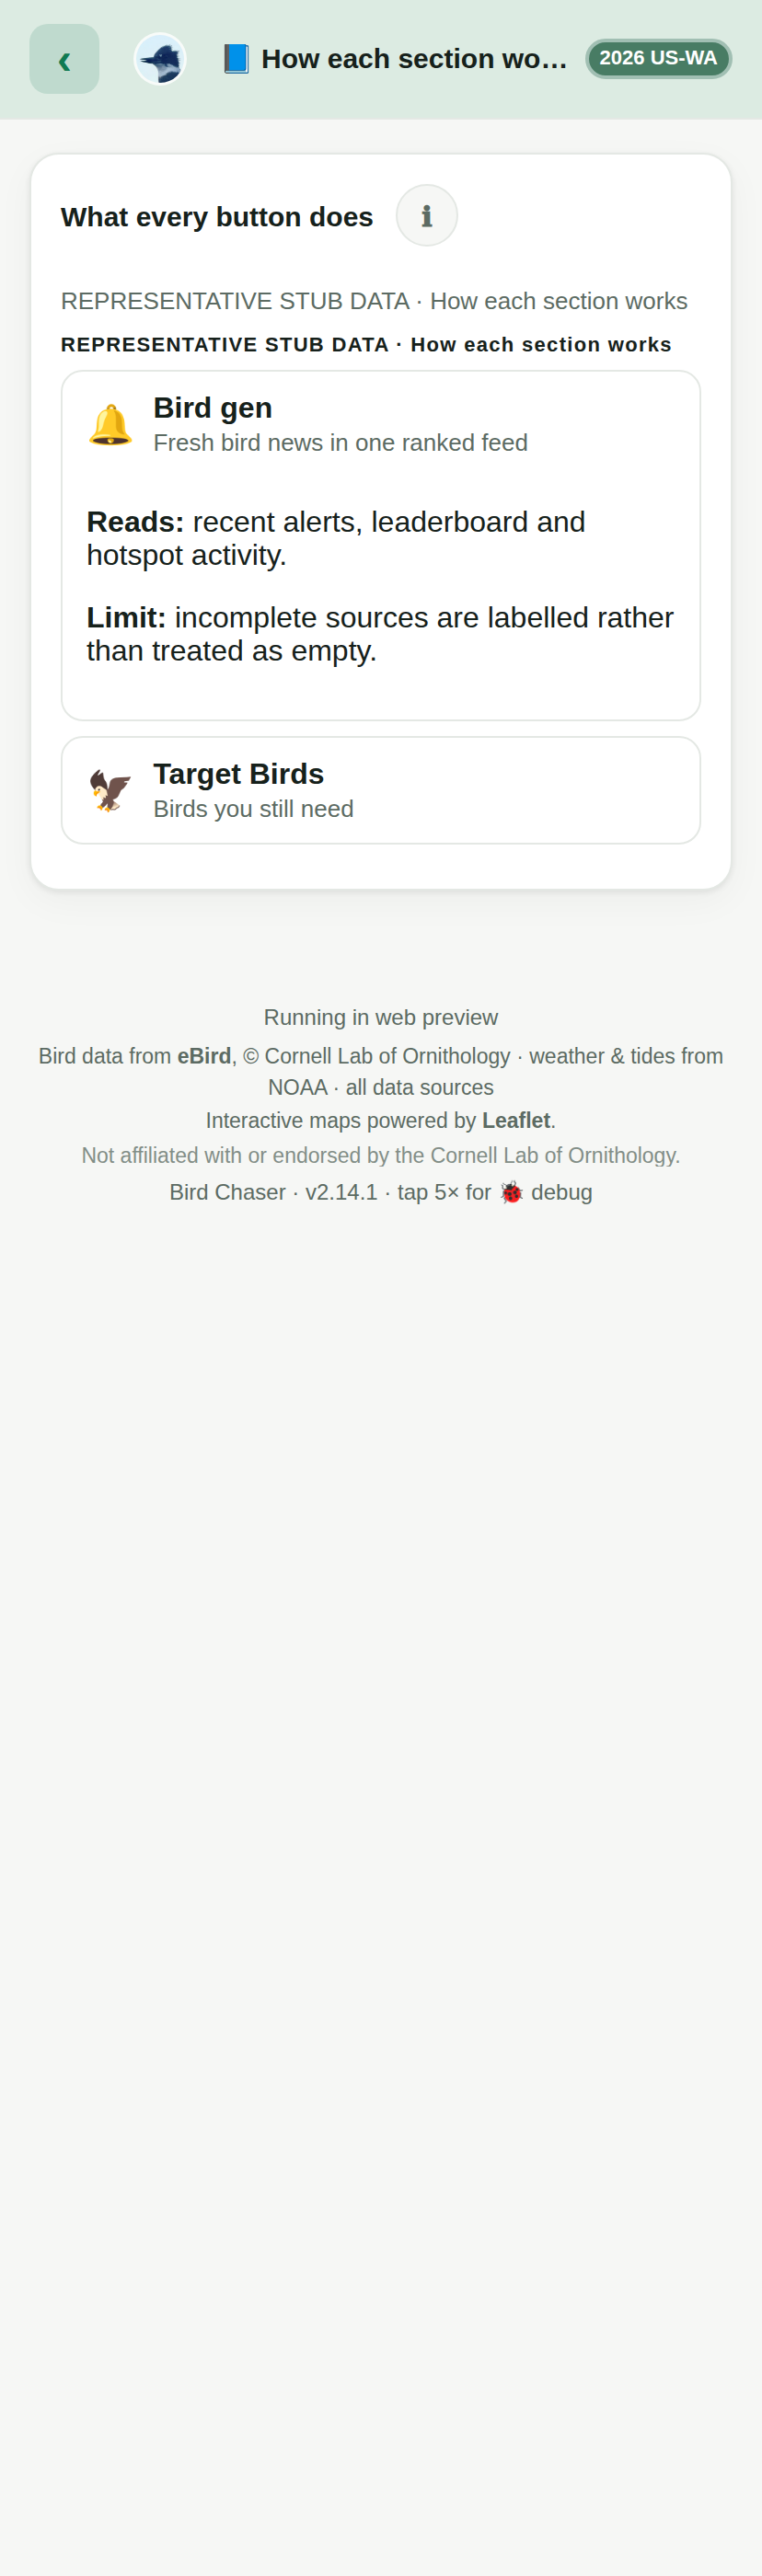 ‹ 📘 How each section wo… 2026 US-WA
What every button does ℹ
REPRESENTATIVE STUB DATA · How each section works
REPRESENTATIVE STUB DATA · How each section works
🔔 Bird gen
Fresh bird news in one ranked feed
Reads: recent alerts, leaderboard and
hotspot activity.
Limit: incomplete sources are labelled rather
than treated as empty.
🦅 Target Birds
Birds you still need
Running in web preview
Bird data from eBird, © Cornell Lab of Ornithology · weather & tides from
NOAA · all data sources
Interactive maps powered by Leaflet.
Not affiliated with or endorsed by the Cornell Lab of Ornithology.
Bird Chaser · v2.14.1 · tap 5× for 🐞 debug